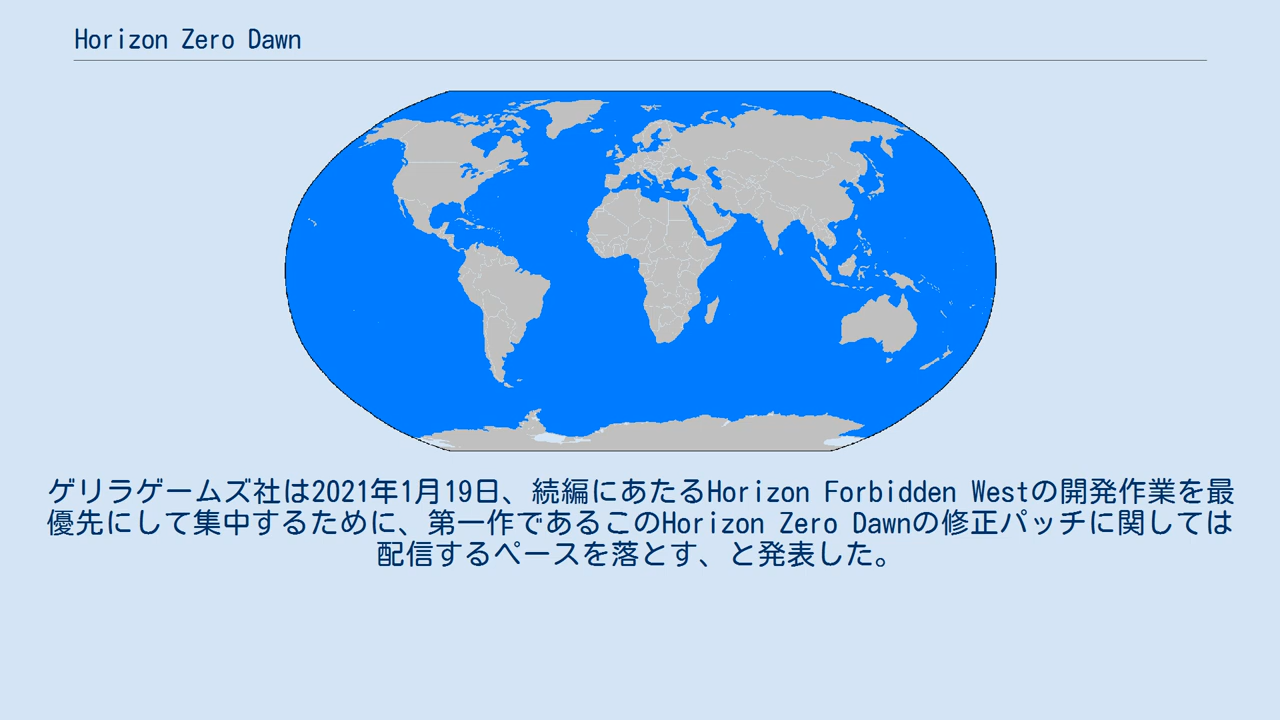 Horizon Zero Dawn
ゲリラゲームズ社は2021年1月19日、続編にあたるHorizon Forbidden Westの開発作業を最
優先にして集中するために、第一作であるこのHorizon Zero Dawnの修正パッチに関しては
配信するペースを落とす、と発表した。